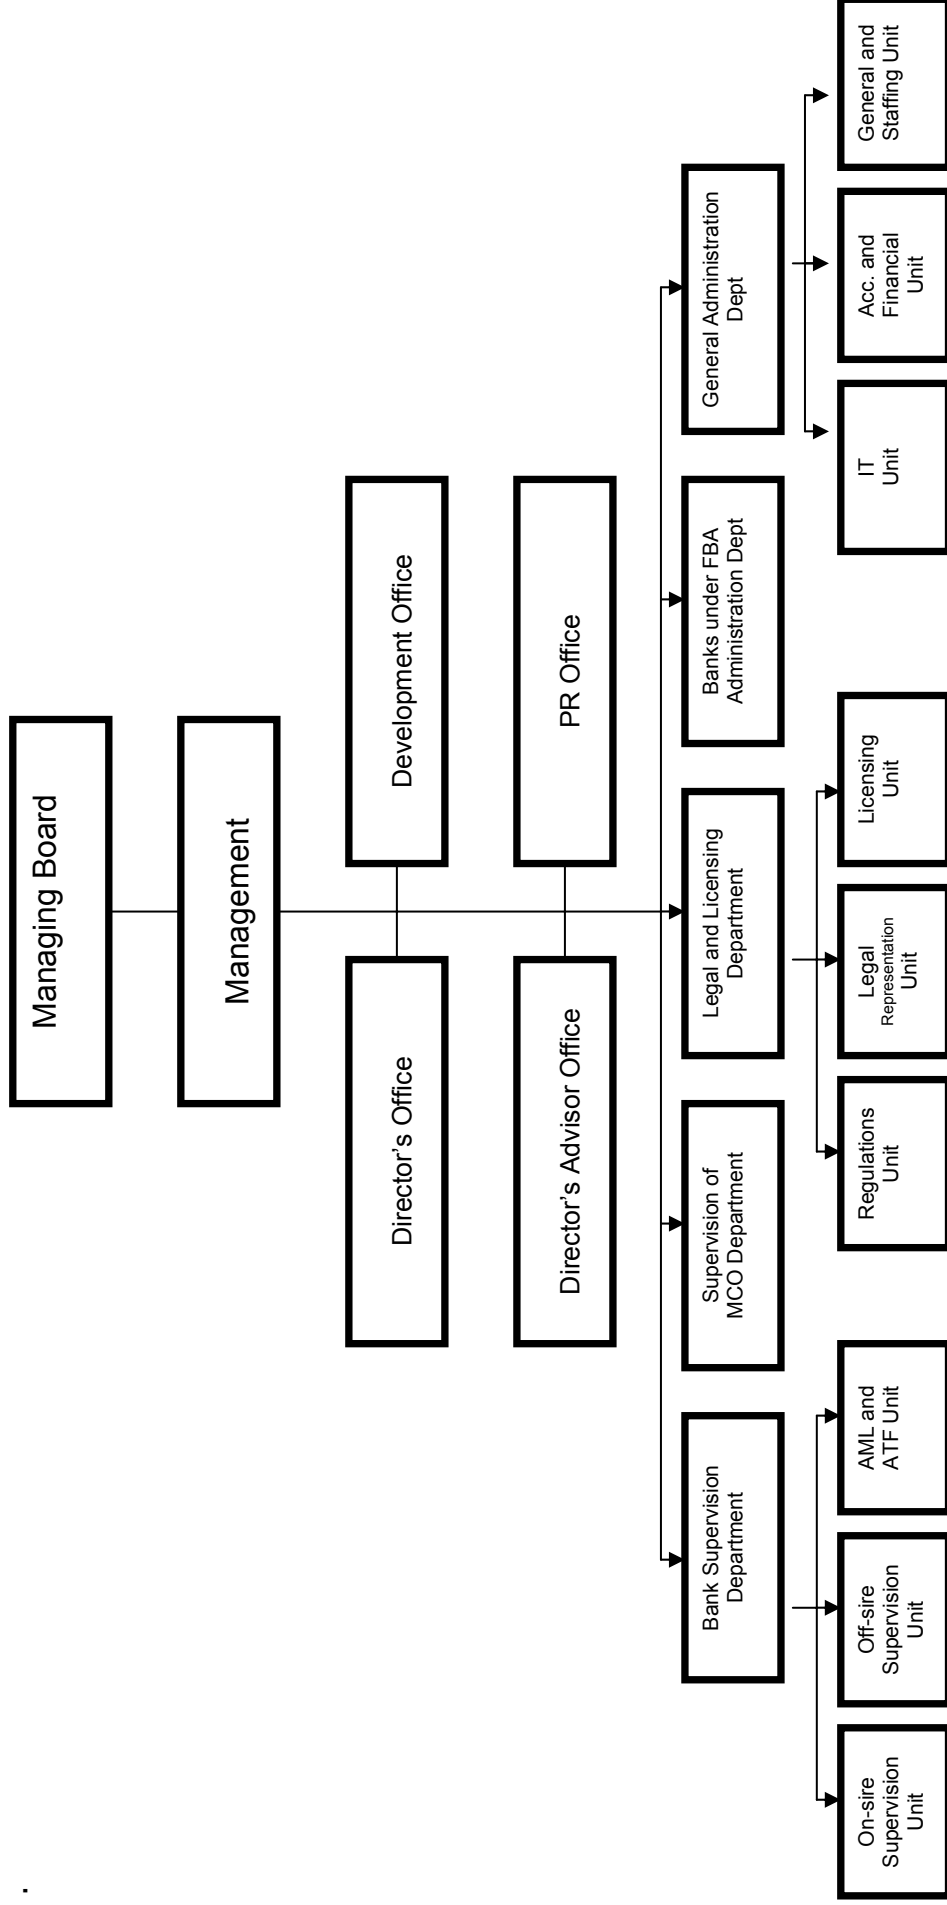 .
Managing Board
Management
Director's Office
Development Office
Director's Advisor Office
PR Office
Bank Supervision
Department
Supervision of
MCO Department
Legal and Licensing
Department
Banks under FBA
Administration Dept
General Administration
Dept
On-sire
Supervision
Unit
Off-sire
Supervision
Unit
AML and
ATF Unit
Regulations
Unit
Legal
Representation
Unit
Licensing
Unit
IT
Unit
Acc. and
Financial
Unit
General and
Staffing Unit